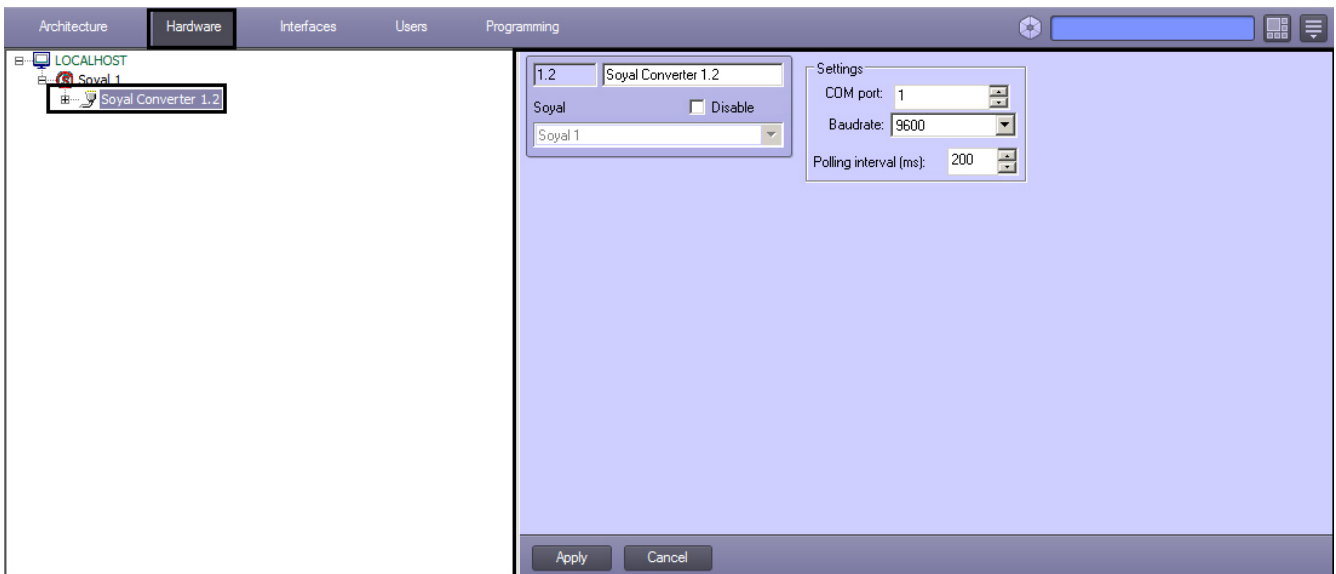 Architecture Hardware Interfaces Users Programming
LOCALHOST
Soyal 1
Soyal Converter 1.2
1.2 Soyal Converter 1.2
Soyal Disable
Soyal 1
Settings
COM port: 1
Baudrate: 9600
Polling interval (ms): 200
Apply Cancel